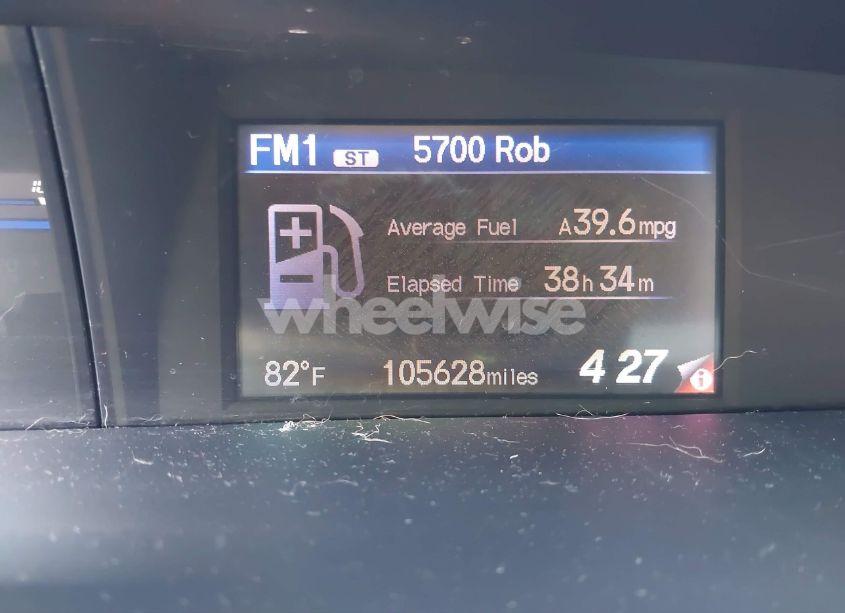 FM1 ST 5700 Rob
Average Fuel A39.6mpg
Elapsed Time 38h 34m
wheelwise
82°F 105628miles 4 27 i